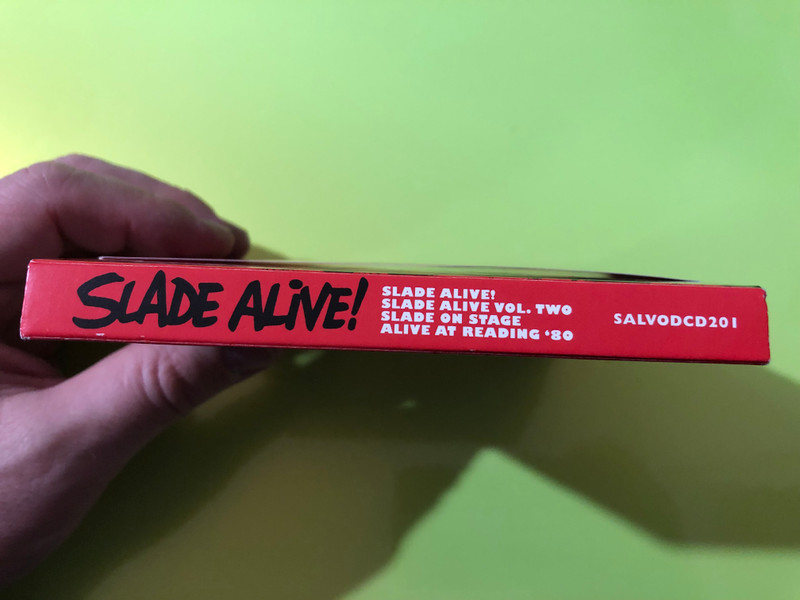 SLADE ALiVE!
SLADE ALIVE!
SLADE ALIVE VOL. TWO
SLADE ON STAGE
ALIVE AT READING ‘80
SALVODCD201